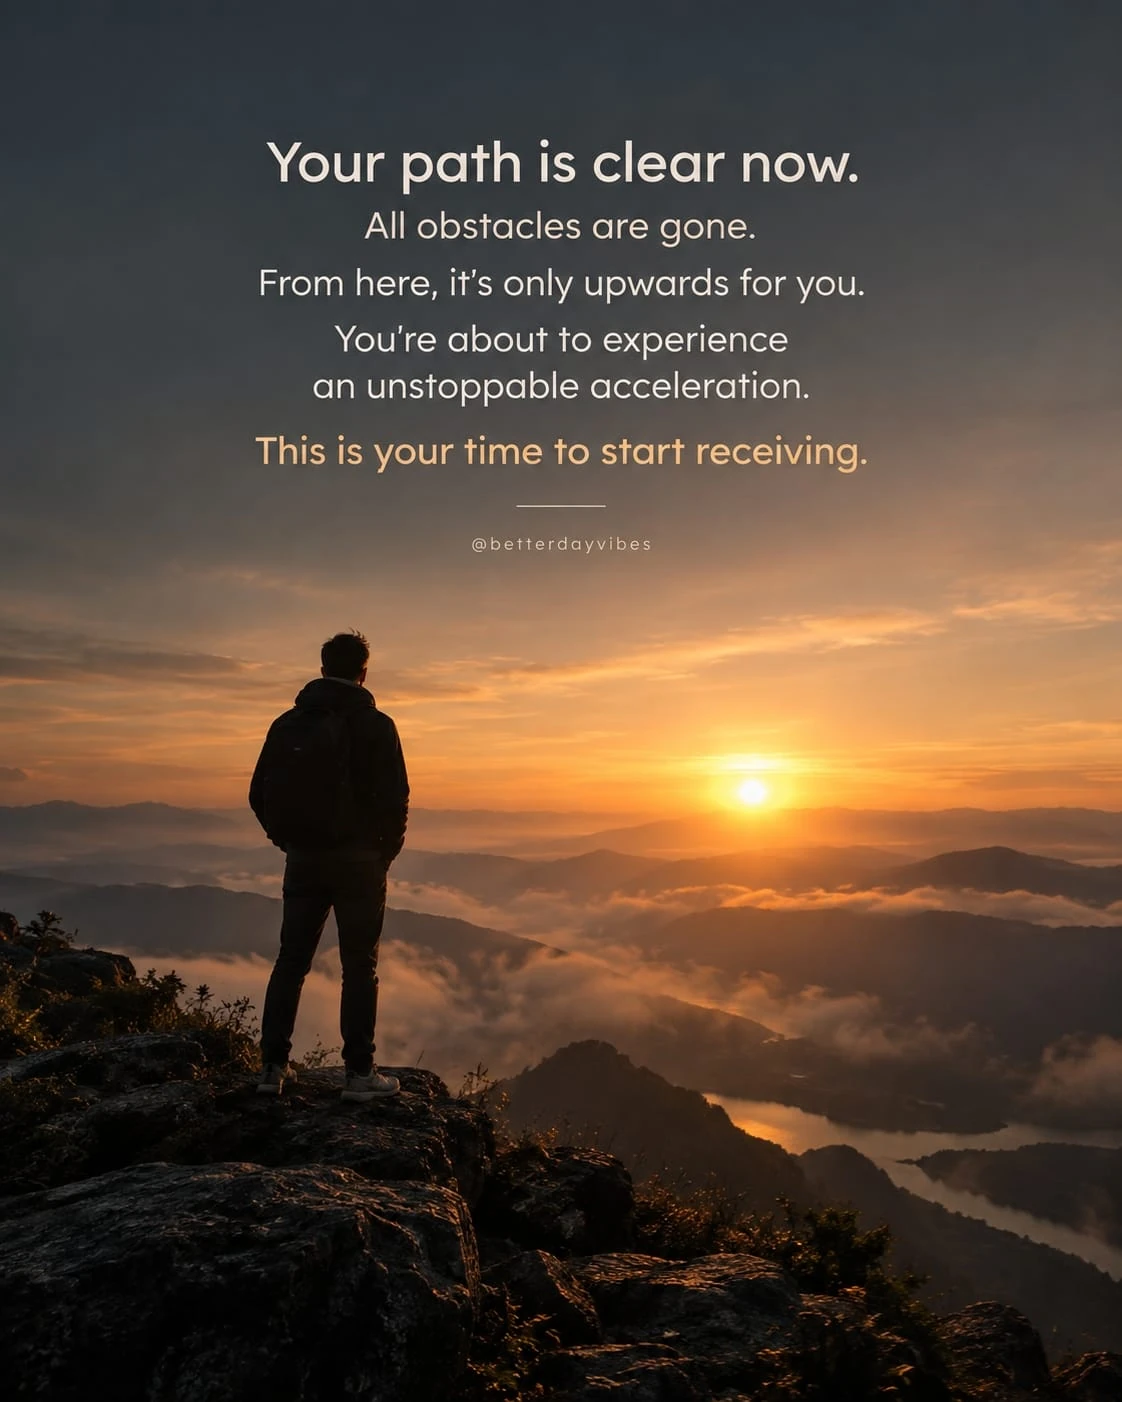 Your path is clear now.
All obstacles are gone.
From here, it's only upwards for you.
You're about to experience
an unstoppable acceleration.
This is your time to start receiving.
@betterdayvibes